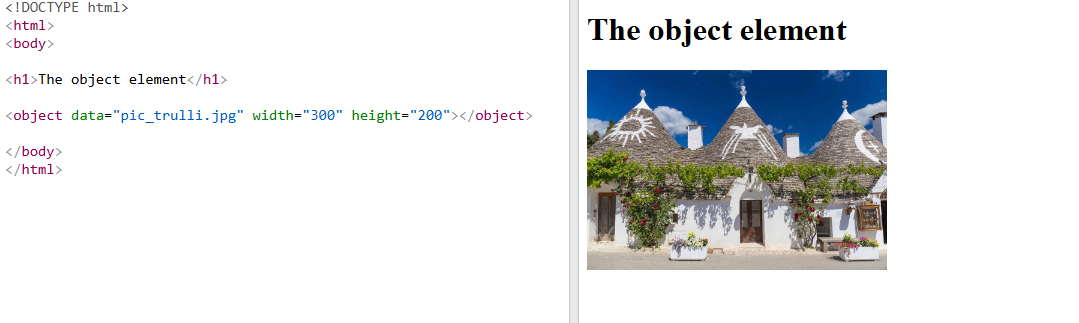 <!DOCTYPE html>
<html>
<body>
<h1>The object element</h1>
<object data="pic_trulli.jpg" width="300" height="200"></object>
</body>
</html>
The object element